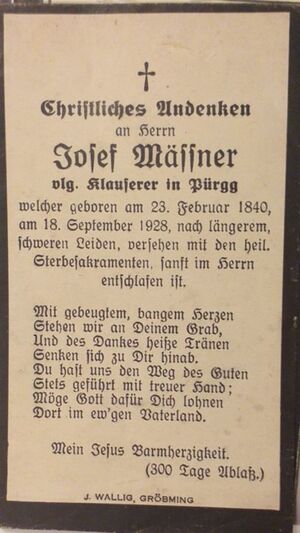 Christliches Andenken
an Herrn
Josef Mässner
vlg. Klauserer in Pürgg
welcher geboren am 23. Februar 1840,
am 18. September 1928, nach längerem,
schweren Leiden, versehen mit den heil.
Sterbesakramenten, sanft im Herrn
entschlafen ist.
Mit gebeugtem, bangem Herzen
Stehen wir an Deinem Grab,
Und des Dankes heiße Tränen
Senken sich zu Dir hinab.
Du hast uns den Weg des Guten
Stets geführt mit treuer Hand;
Möge Gott dafür Dich lohnen
Dort im ew'gen Vaterland.
Mein Jesus Barmherzigkeit.
(300 Tage Ablaß.)
J. WALLIG, GRÖBMING